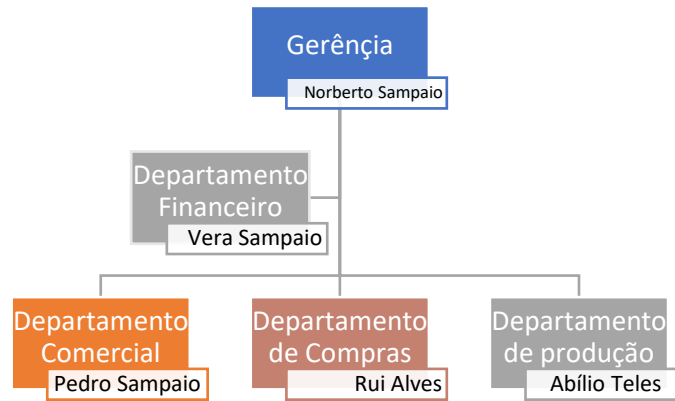 Gerênçia
Norberto Sampaio
Departamento
Financeiro
Vera Sampaio
Departamento
Comercial
Pedro Sampaio
Departamento
de Compras
Rui Alves
Departamento
de produção
Abílio Teles